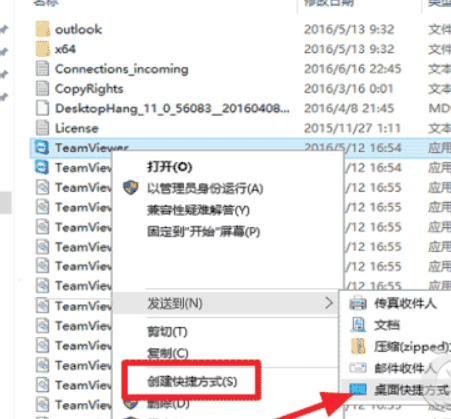 名称 修改日期 类型
outlook 2016/5/13 9:32 文件
x64 2016/5/13 9:32 文件
Connections_incoming 2016/6/16 22:45 文本
CopyRights 2016/3/16 0:01 文本
DesktopHang_11_0_56083__20160408... 2016/4/8 21:45 MD
License 2015/11/27 1:11 文本
TeamViewer 2016/5/12 16:54 应用
TeamView /12 16:54 应用
打开(O)
TeamView /12 16:55 应用
以管理员身份运行(A)
TeamView /12 16:55 应用
兼容性疑难解答(Y)
TeamView /12 16:55 应用
固定到"开始"屏幕(P)
TeamView /12 16:55 应用
TeamView /12 16:55 应用
TeamView /12 16:55 应用
TeamView
发送到(N)
传真收件人
TeamView
剪切(T)
文档
TeamView
复制(C)
压缩(zipped)
TeamView
创建快捷方式(S)
邮件收件人
TeamView
删除(D)
桌面快捷方式